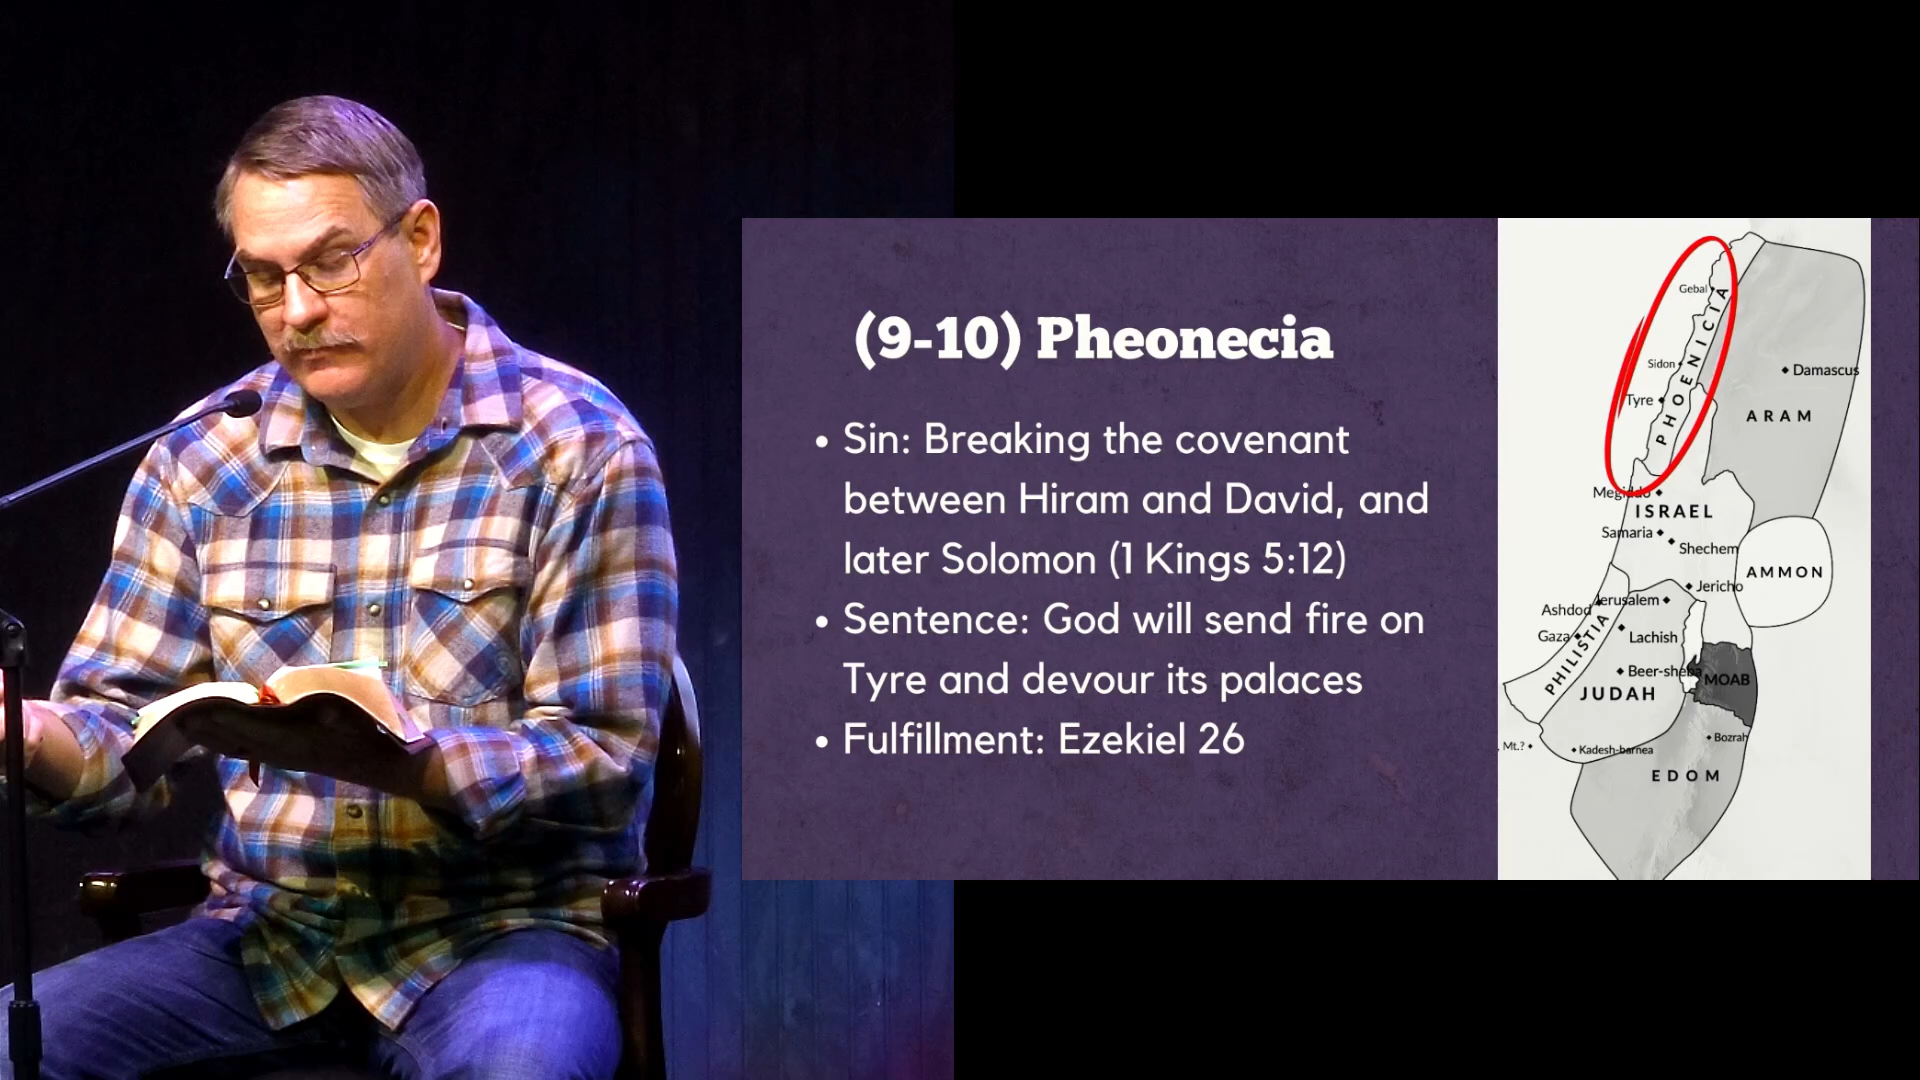 (9-10) Pheonecia
• Sin: Breaking the covenant
between Hiram and David, and
later Solomon (1 Kings 5:12)
• Sentence: God will send fire on
Tyre and devour its palaces
• Fulfillment: Ezekiel 26
Gebal
PHOENICIA
Sidon
Tyre
Damascus
ARAM
Megiddo
ISRAEL
Samaria
Shechem
AMMON
Jericho
Jerusalem
Ashdod
Gaza
Lachish
PHILISTIA
Beer-sheba
MOAB
JUDAH
Bozrah
, Mt.?
Kadesh-barnea
EDOM